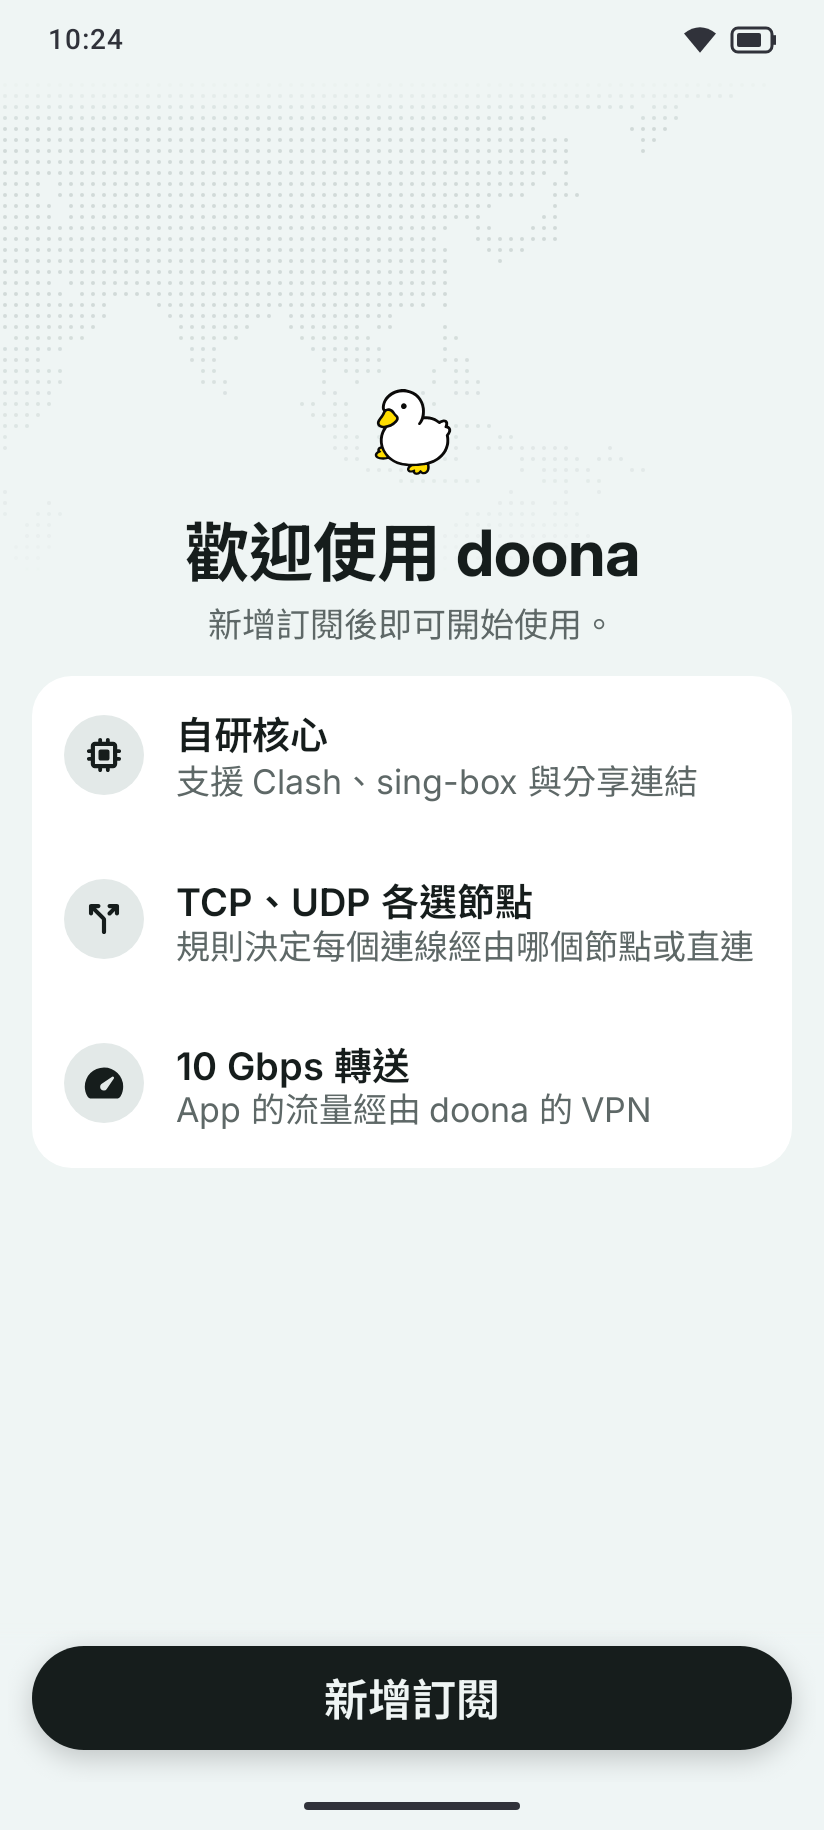 10:24
歡迎使用 doona
新增訂閱後即可開始使用。
自研核心
支援 Clash、sing-box 與分享連結
TCP、UDP 各選節點
規則決定每個連線經由哪個節點或直連
10 Gbps 轉送
App 的流量經由 doona 的 VPN
新增訂閱